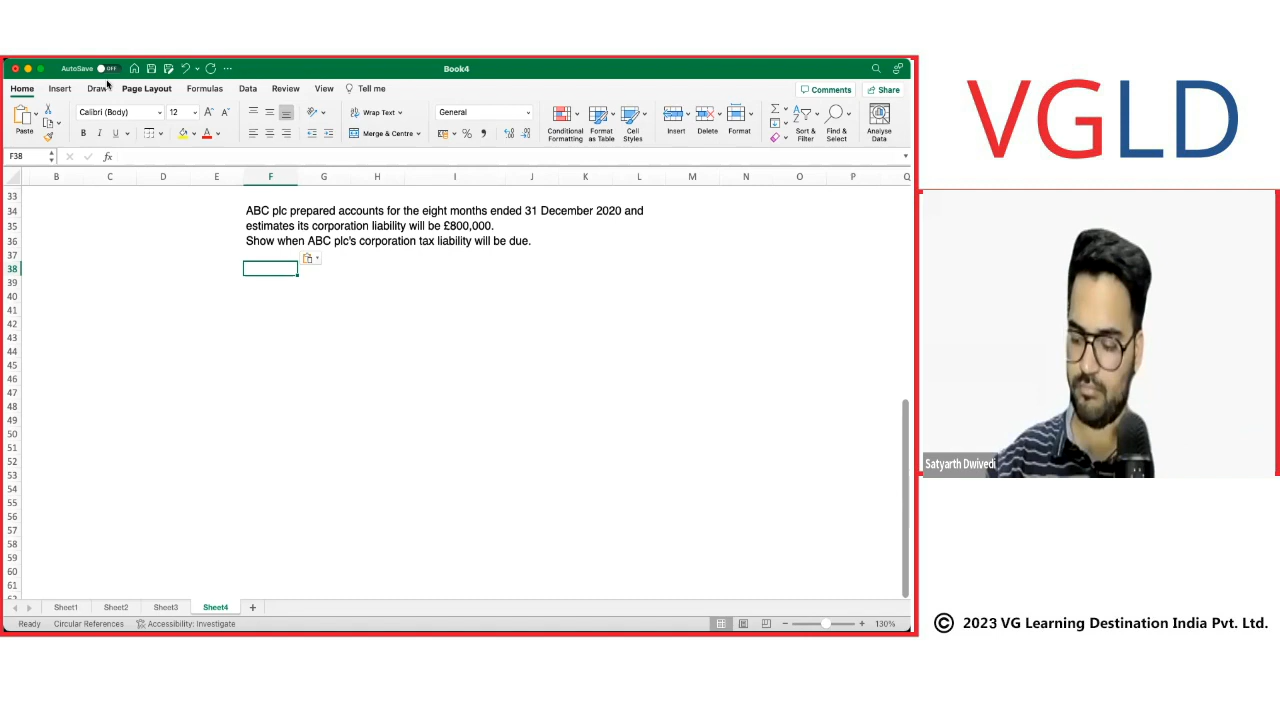 AutoSave OFF
Book4
Home Insert Draw Page Layout Formulas Data Review View Tell me
Comments Share
Paste
Calibri (Body) 12
Wrap Text
General
B I U
Merge & Centre
Conditional Formatting
Format as Table
Cell Styles
Insert
Delete
Format
Sort & Filter
Find & Select
Analyse Data
F38
fx
B C D E F G H I J K L M N O P Q
33
34 ABC plc prepared accounts for the eight months ended 31 December 2020 and
35 estimates its corporation liability will be £800,000.
36 Show when ABC plc's corporation tax liability will be due.
37
38
39
40
41
42
43
44
45
46
47
48
49
50
51
52
53
54
55
56
57
58
59
60
61
Sheet1 Sheet2 Sheet3 Sheet4
Ready Circular References Accessibility: Investigate
130%
VGLD
Satyarth Dwivedi
© 2023 VG Learning Destination India Pvt. Ltd.